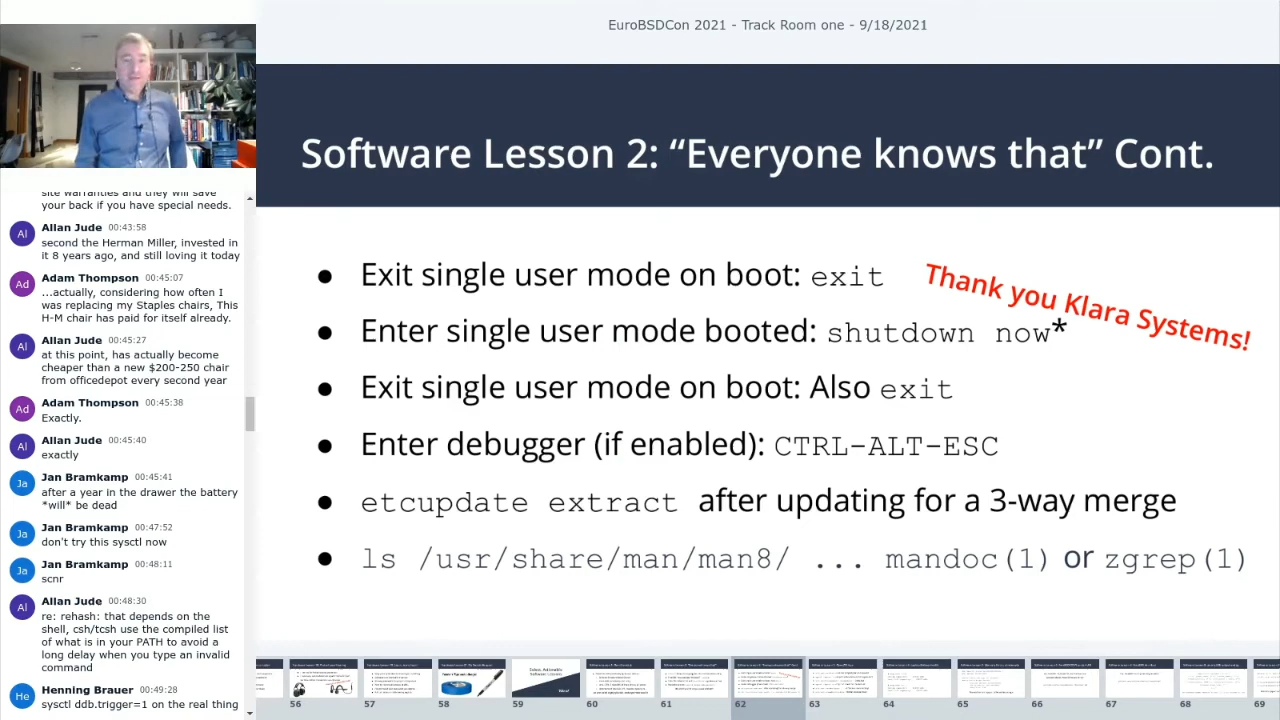 EuroBSDCon 2021 - Track Room one - 9/18/2021
Software Lesson 2: “Everyone knows that” Cont.
● Exit single user mode on boot: exit
Thank you Klara Systems!
● Enter single user mode booted: shutdown now*
● Exit single user mode on boot: Also exit
● Enter debugger (if enabled): CTRL-ALT-ESC
● etcupdate extract after updating for a 3-way merge
● ls /usr/share/man/man8/ ... mandoc(1) or zgrep(1)
site warranties and they will save
your back if you have special needs.
Al
Allan Jude 00:43:58
second the Herman Miller, invested in
it 8 years ago, and still loving it today
Ad
Adam Thompson 00:45:07
...actually, considering how often I
was replacing my Staples chairs, This
H-M chair has paid for itself already.
Al
Allan Jude 00:45:27
at this point, has actually become
cheaper than a new $200-250 chair
from officedepot every second year
Ad
Adam Thompson 00:45:38
Exactly.
Al
Allan Jude 00:45:40
exactly
Ja
Jan Bramkamp 00:45:41
after a year in the drawer the battery
*will* be dead
Ja
Jan Bramkamp 00:47:52
don't try this sysctl now
Ja
Jan Bramkamp 00:48:11
scnr
Al
Allan Jude 00:48:30
re: rehash: that depends on the
shell, csh/tcsh use the compiled list
of what is in your PATH to avoid a
long delay when you type an invalid
command
He
Henning Brauer
sysctl ddb.trigger=1 on the real thing
56 57 58 59 60 61 62 63 64 65 66 67 68 69